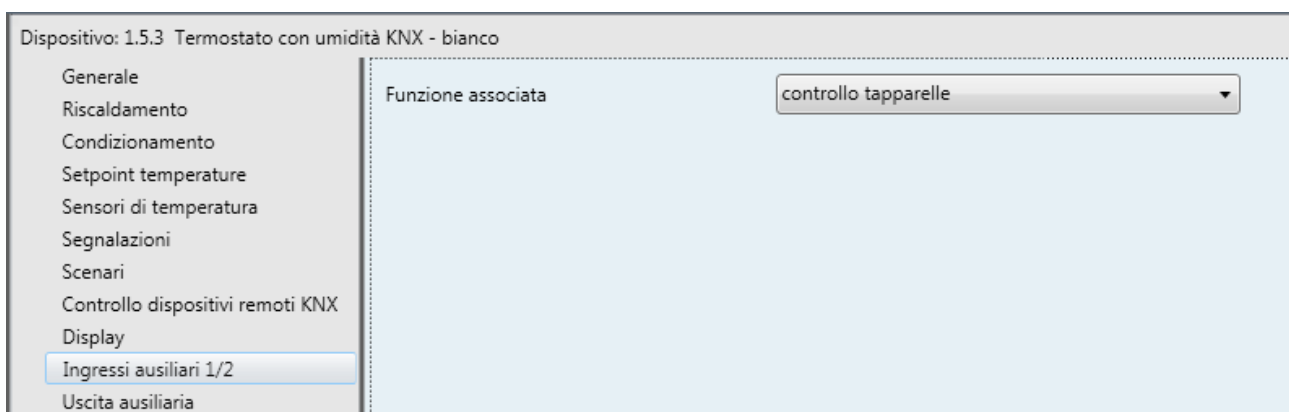 Dispositivo: 1.5.3 Termostato con umidità KNX - bianco
Generale
Riscaldamento
Condizionamento
Setpoint temperature
Sensori di temperatura
Segnalazioni
Scenari
Controllo dispositivi remoti KNX
Display
Ingressi ausiliari 1/2
Uscita ausiliaria
Funzione associata
controllo tapparelle